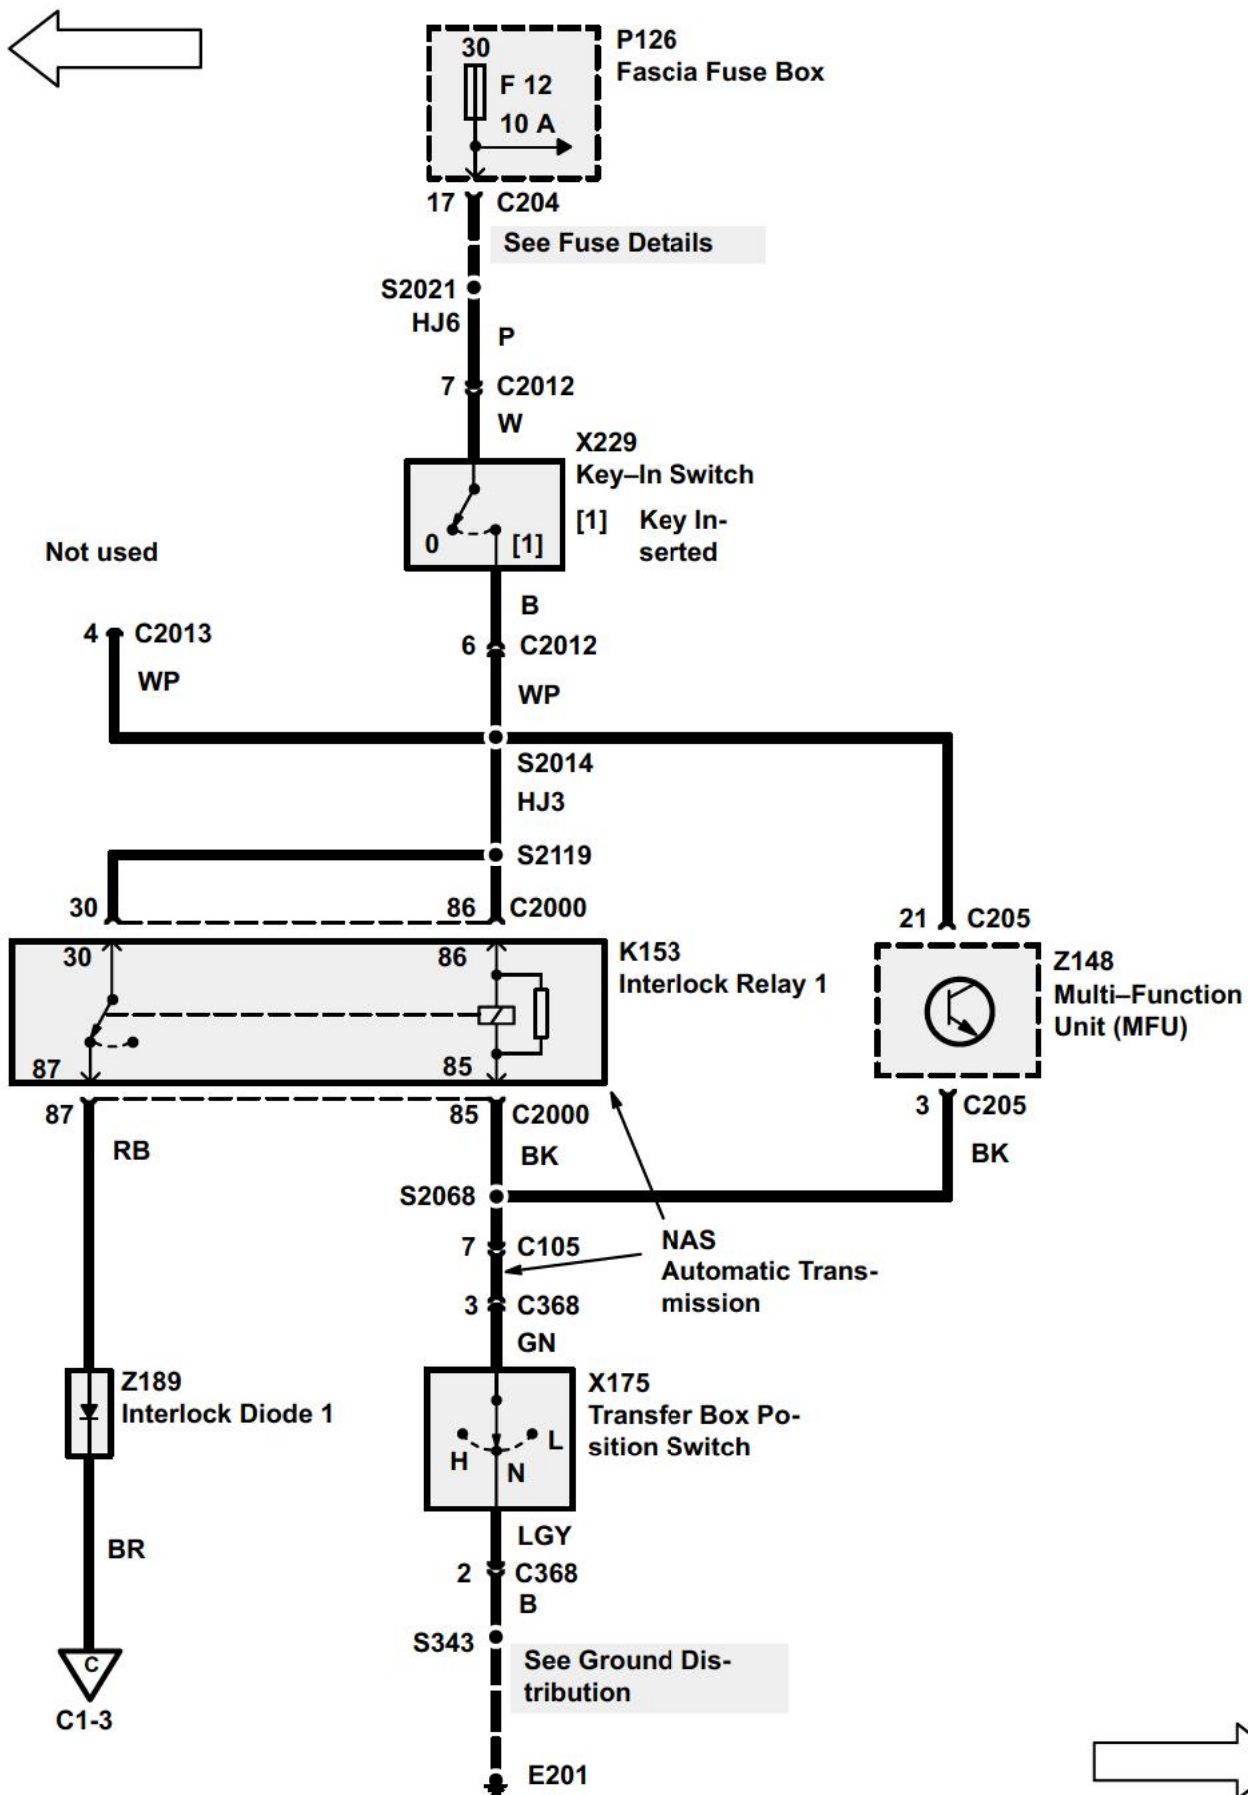 P126
Fascia Fuse Box
30
F 12
10 A
17 C204
See Fuse Details
S2021
HJ6
P
7 C2012
W
X229
Key–In Switch
[1] Key In-
serted
0 [1]
Not used
B
4 C2013
6 C2012
WP
WP
S2014
HJ3
S2119
30 86 C2000
21 C205
30 86
K153
Interlock Relay 1
Z148
Multi–Function
Unit (MFU)
87 85
87 85 C2000
3 C205
RB
BK
BK
S2068
7 C105
NAS
Automatic Trans-
mission
3 C368
GN
Z189
Interlock Diode 1
X175
Transfer Box Po-
sition Switch
H N L
LGY
BR
2 C368
B
S343
See Ground Dis-
tribution
C
C1-3
E201